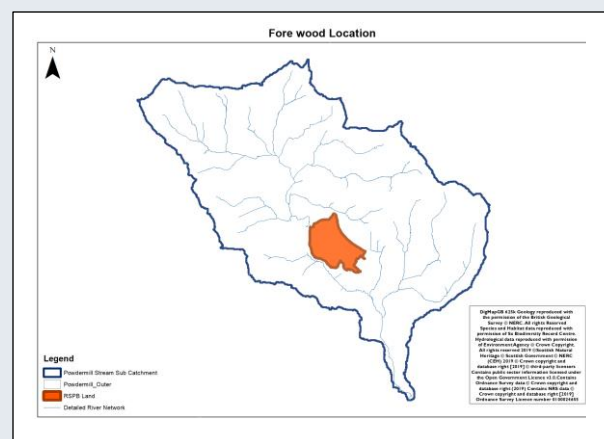 Fore wood Location
N
Legend
Powdermill Stream Sub Catchment
Powdermill_Outer
RSPB Land
Detailed River Network
DigMapGB 625k Geology reproduced with
the permission of the British Geological
Survey © NERC. All rights Reserved
Species and Habitat data reproduced with
permission of Sx Biodiversity Record Centre.
Hydrological data reproduced with permission
of Environment Agency © Crown Copyright.
All rights reserved 2019 © Scottish Natural
Heritage © Scottish Government © NERC
(CEH) 2019 © Crown copyright and
database right [2019] © third party licensors.
Contains public sector information licensed under
the Open Government Licence v3.0 Contains
Ordnance Survey data © Crown copyright and
database right (2019) Contains NRS data ©
Crown copyright and database right [2019]
Ordnance Survey License number